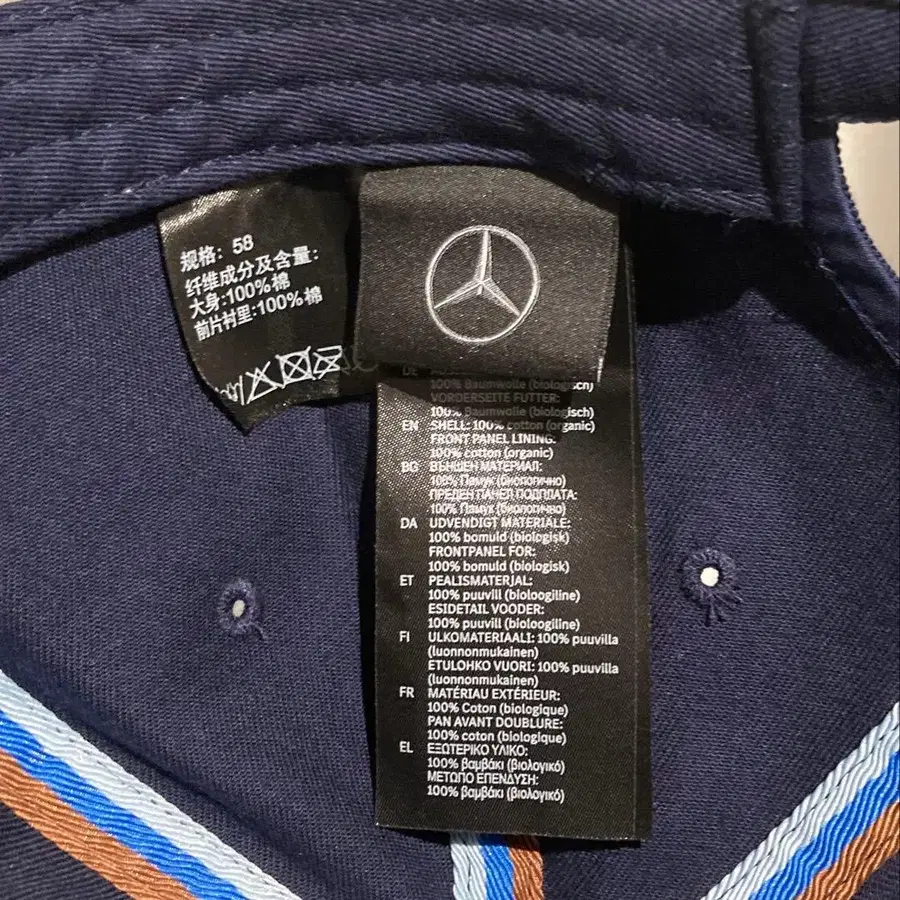 规格: 58
纤维成分及含量:
大身:100%棉
前片衬里:100%棉
DE
100% Baumwolle (biologisch)
VORDERSEITE FUTTER:
100% Baumwolle (biologisch)
EN SHELL: 100% cotton (organic)
FRONT PANEL LINING:
100% cotton (organic)
BG ВЪНШЕН МАТЕРИАЛ:
100% Памук (биологично)
ПРЕДЕН ПАНЕЛ ПОДПЛАТА:
100% Памук (биологично)
DA UDVENDIGT MATERIALE:
100% bomuld (biologisk)
FRONTPANEL FOR:
100% bomuld (biologisk)
ET PEALISMATERJAL:
100% puuvill (bioloogiline)
ESIDETAIL VOODER:
100% puuvill (bioloogiline)
FI ULKOMATERIAALI: 100% puuvilla
(luonnonmukainen)
ETULOHKO VUORI: 100% puuvilla
(luonnonmukainen)
FR MATÉRIAU EXTÉRIEUR:
100% Coton (biologique)
PAN AVANT DOUBLURE:
100% coton (biologique)
EL ΕΞΩΤΕΡΙΚΟ ΥΛΙΚΟ:
100% βαμβάκι (βιολογικό)
ΜΕΤΩΠΟ ΕΠΕΝΔΥΣΗ:
100% βαμβάκι (βιολογικό)